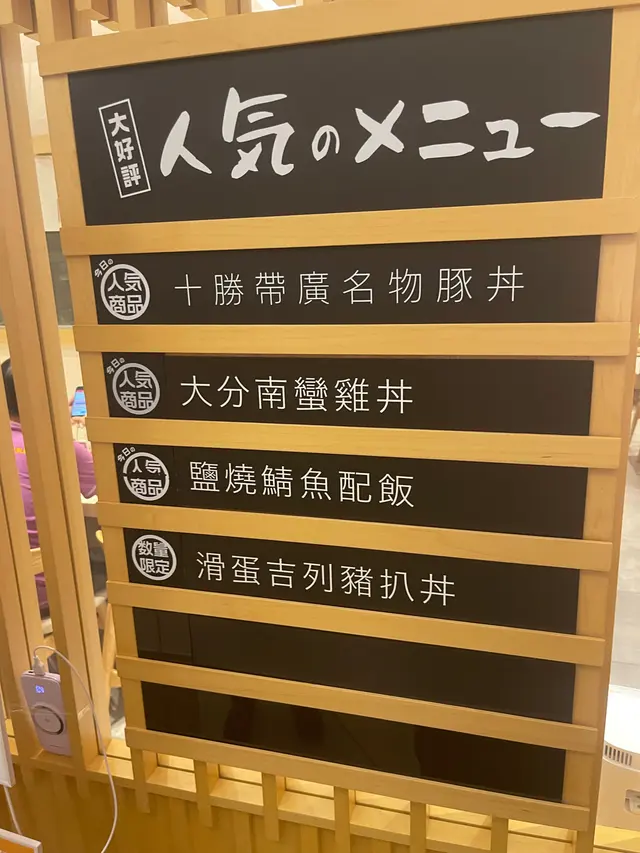 大好評
人気のメニュー
今日の人気商品
十勝帶廣名物豚丼
今日の人気商品
大分南蠻雞丼
今日の人気商品
鹽燒鯖魚配飯
数量限定
滑蛋吉列豬扒丼